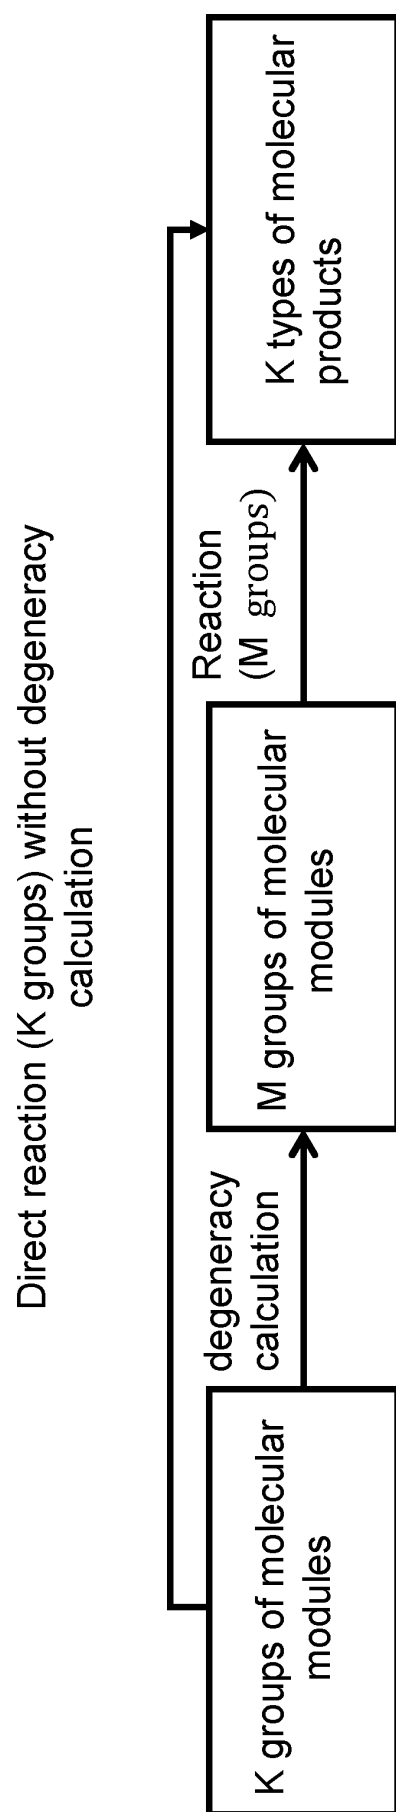 Direct reaction (K groups) without degeneracy
calculation
K groups of molecular
modules
degeneracy
calculation
M groups of molecular
modules
Reaction
(M groups)
K types of molecular
products